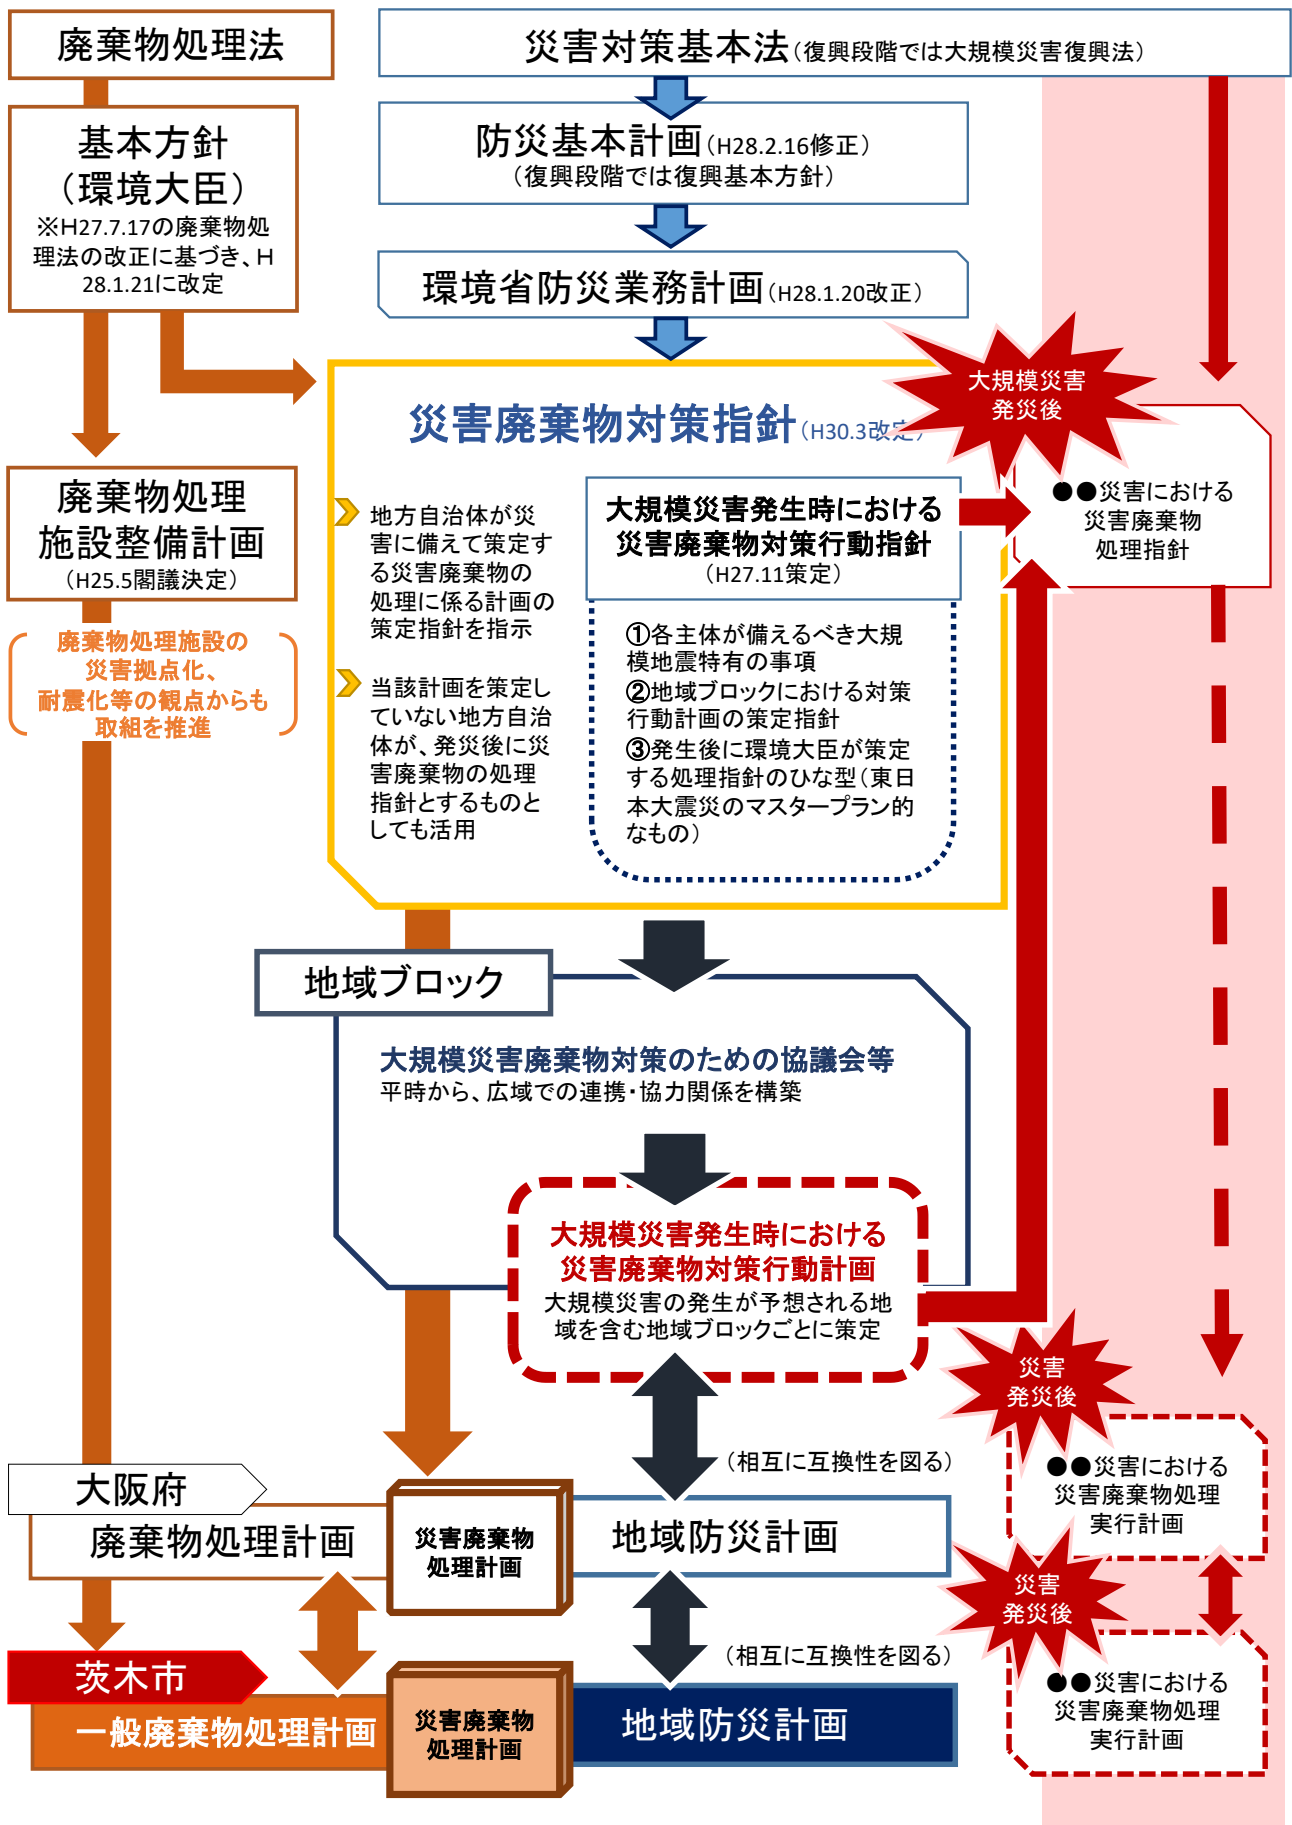 廃棄物処理法
災害対策基本法（復興段階では大規模災害復興法）
基本方針
（環境大臣）
※H27.7.17の廃棄物処
理法の改正に基づき、H
28.1.21に改定
防災基本計画（H28.2.16修正）
（復興段階では復興基本方針）
環境省防災業務計画（H28.1.20改正）
大規模災害
発災後
災害廃棄物対策指針（H30.3改定）
廃棄物処理
施設整備計画
（H25.5閣議決定）
廃棄物処理施設の
災害拠点化、
耐震化等の観点からも
取組を推進
地方自治体が災
害に備えて策定す
る災害廃棄物の
処理に係る計画の
策定指針を指示
当該計画を策定し
ていない地方自治
体が、発災後に災
害廃棄物の処理
指針とするものと
しても活用
大規模災害発生時における
災害廃棄物対策行動指針
（H27.11策定）
①各主体が備えるべき大規
模地震特有の事項
②地域ブロックにおける対策
行動計画の策定指針
③発生後に環境大臣が策定
する処理指針のひな型（東日
本大震災のマスタープラン的
なもの）
●●災害における
災害廃棄物
処理指針
地域ブロック
大規模災害廃棄物対策のための協議会等
平時から、広域での連携・協力関係を構築
大規模災害発生時における
災害廃棄物対策行動計画
大規模災害の発生が予想される地
域を含む地域ブロックごとに策定
災害
発災後
（相互に互換性を図る）
●●災害における
災害廃棄物処理
実行計画
大阪府
廃棄物処理計画
災害廃棄物
処理計画
地域防災計画
災害
発災後
（相互に互換性を図る）
●●災害における
災害廃棄物処理
実行計画
茨木市
一般廃棄物処理計画
災害廃棄物
処理計画
地域防災計画